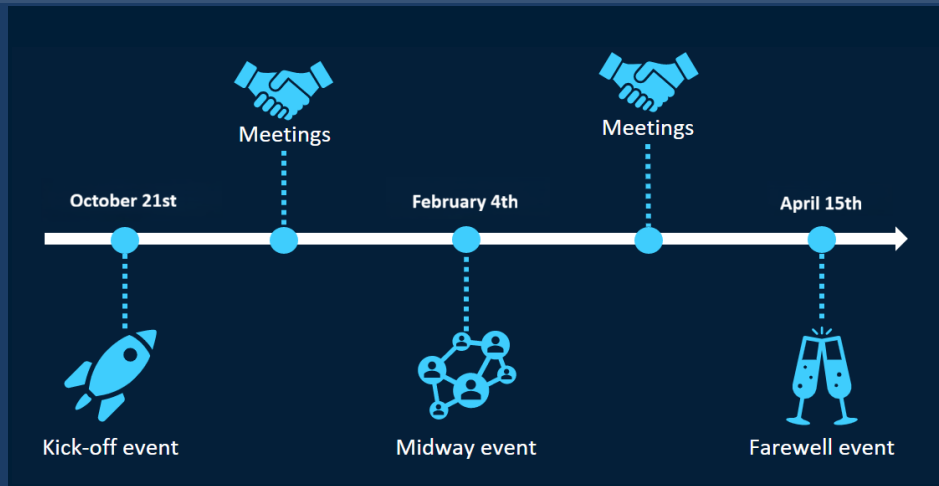 Meetings
Meetings
October 21st
February 4th
April 15th
Kick-off event
Midway event
Farewell event